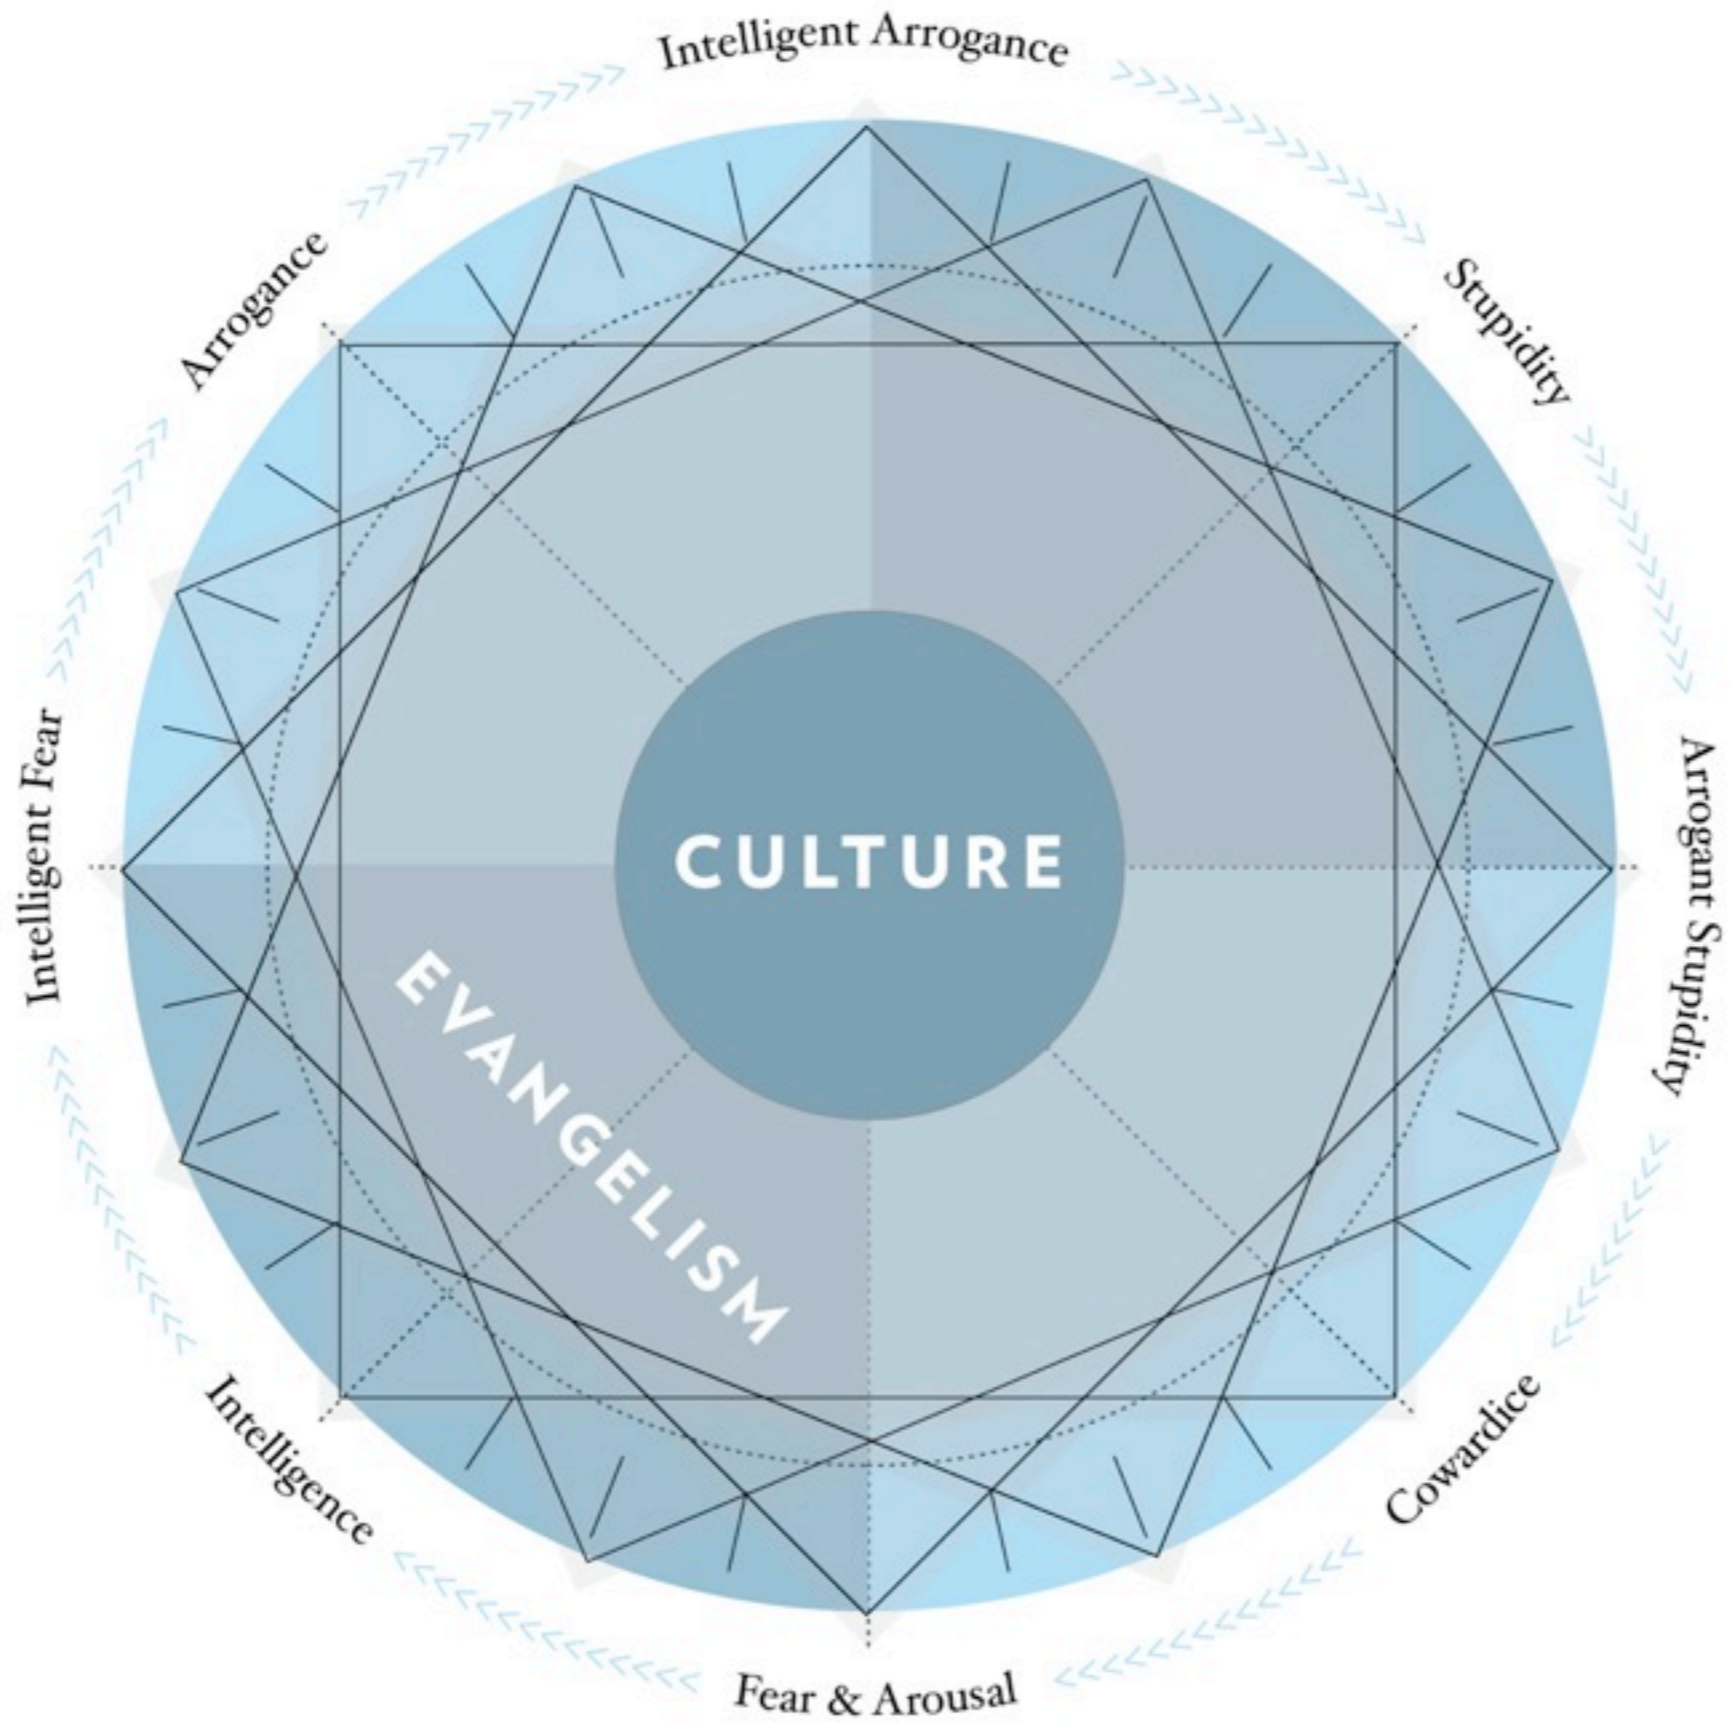 Intelligent Arrogance
Stupidity
Arrogant Stupidity
Cowardice
Fear & Arousal
Intelligence
Intelligent Fear
Arrogance
CULTURE
EVANGELISM